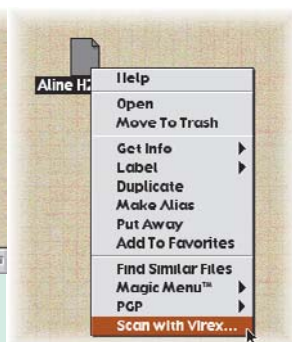 Aline H
Help
Open
Move To Trash
Get Info
Label
Duplicate
Make Alias
Put Away
Add To Favorites
Find Similar Files
Magic Menu™
PGP
Scan with Virex...